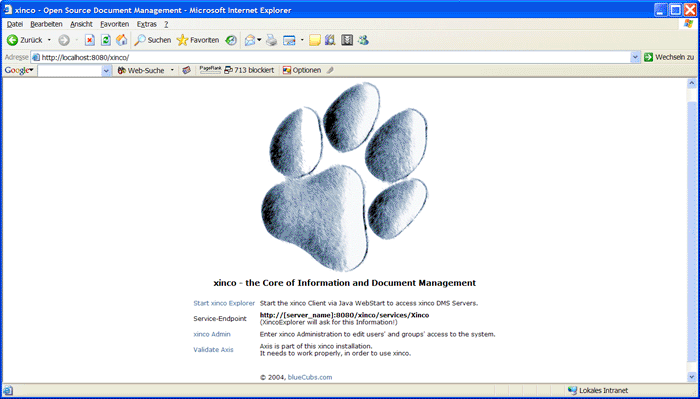 xinco - Open Source Document Management - Microsoft Internet Explorer
Datei Bearbeiten Ansicht Favoriten Extras ?
Zurück Suchen Favoriten
Adresse http://localhost:8080/xinco/ Wechseln zu
Google Web-Suche PageRank 713 blockiert Optionen
xinco - the Core of Information and Document Management
Start xinco Explorer Start the xinco Client via Java WebStart to access xinco DMS Servers.
Service-Endpoint http://[server_name]:8080/xinco/services/Xinco
(XincoExplorer will ask for this Information!)
xinco Admin Enter xinco Administration to edit users' and groups' access to the system.
Validate Axis Axis is part of this xinco installation.
It needs to work properly, in order to use xinco.
© 2004, blueCubs.com
Lokales Intranet